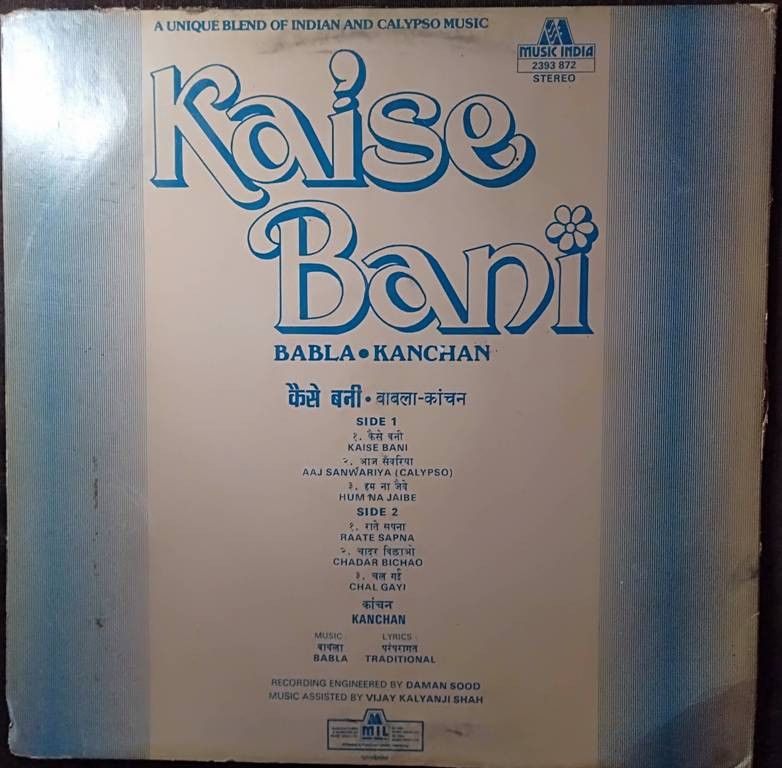 A UNIQUE BLEND OF INDIAN AND CALYPSO MUSIC
MUSIC INDIA
2393 872
STEREO
Kaise
Bani
BABLA • KANCHAN
कैसे बनी • बाबला-कांचन
SIDE 1
१. कैसे बनी
KAISE BANI
२. आज सँवरिया
AAJ SANWARIYA (CALYPSO)
३. हम ना जैबे
HUM NA JAIBE
SIDE 2
१. राते सपना
RAATE SAPNA
२. चादर बिछाओ
CHADAR BICHAO
३. चल गई
CHAL GAYI
कांचन
KANCHAN
MUSIC : LYRICS :
बाबला परंपरागत
BABLA TRADITIONAL
RECORDING ENGINEERED BY DAMAN SOOD
MUSIC ASSISTED BY VIJAY KALYANJI SHAH
MIL